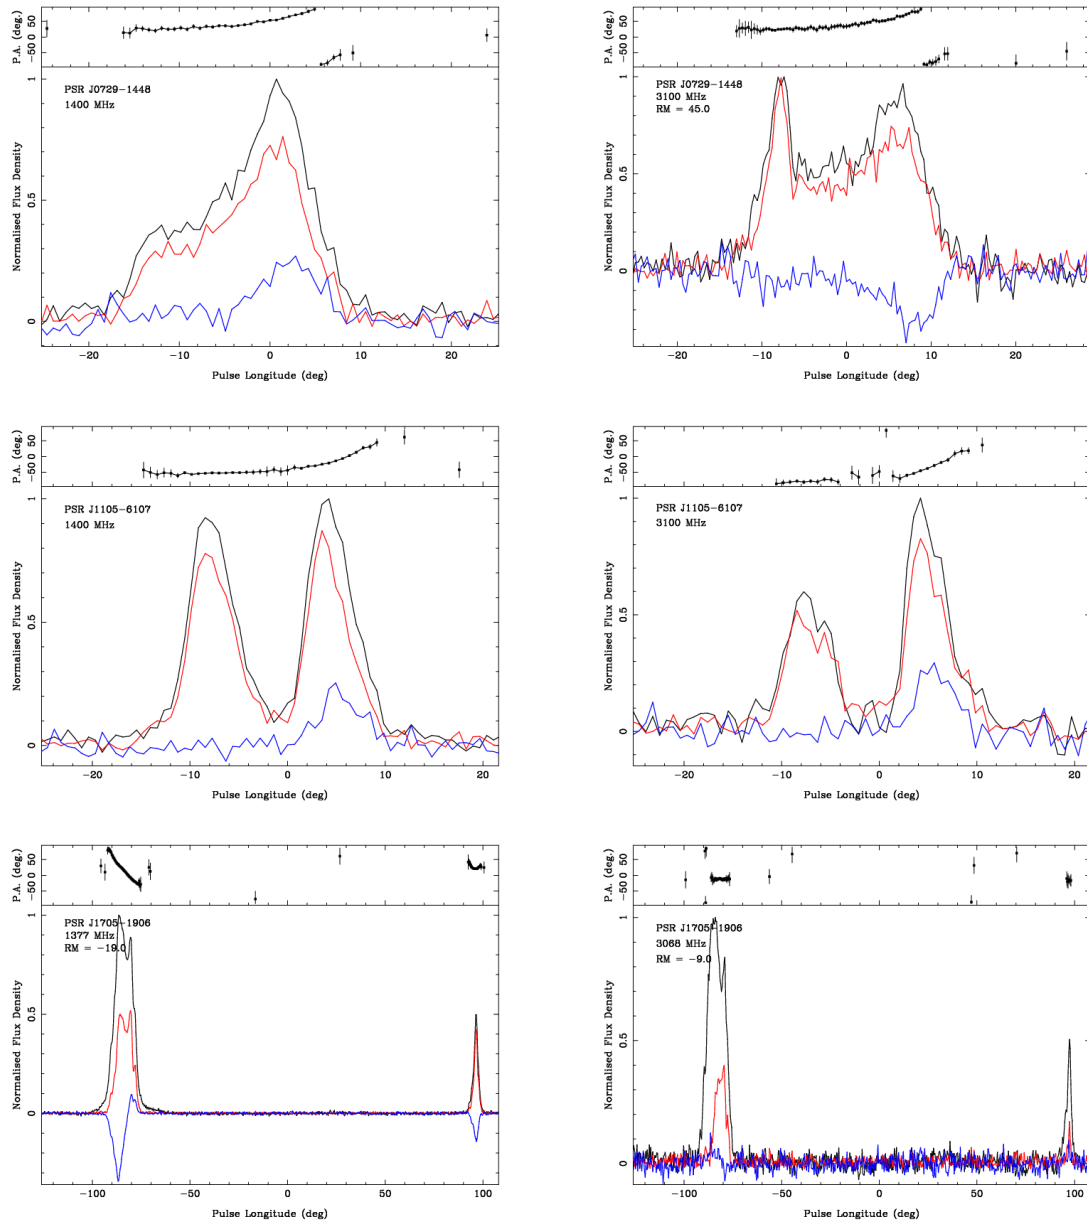 P.A. (deg.)
−50 0 50
PSR J0729−1448
1400 MHz
Normalised Flux Density
0 0.5 1
−20 −10 0 10 20
Pulse Longitude (deg)
P.A. (deg.)
−50 0 50
PSR J0729−1448
3100 MHz
RM = 45.0
Normalised Flux Density
0 0.5 1
−20 −10 0 10 20
Pulse Longitude (deg)
P.A. (deg.)
−50 0 50
PSR J1105−6107
1400 MHz
Normalised Flux Density
0 0.5 1
−20 −10 0 10 20
Pulse Longitude (deg)
P.A. (deg.)
−50 0 50
PSR J1105−6107
3100 MHz
Normalised Flux Density
0 0.5 1
−20 −10 0 10 20
Pulse Longitude (deg)
P.A. (deg.)
−50 0 50
PSR J1705−1906
1377 MHz
RM = −19.0
Normalised Flux Density
0 0.5 1
−100 −50 0 50 100
Pulse Longitude (deg)
P.A. (deg.)
−50 0 50
PSR J1705−1906
3068 MHz
RM = −9.0
Normalised Flux Density
0 0.5 1
−100 −50 0 50 100
Pulse Longitude (deg)